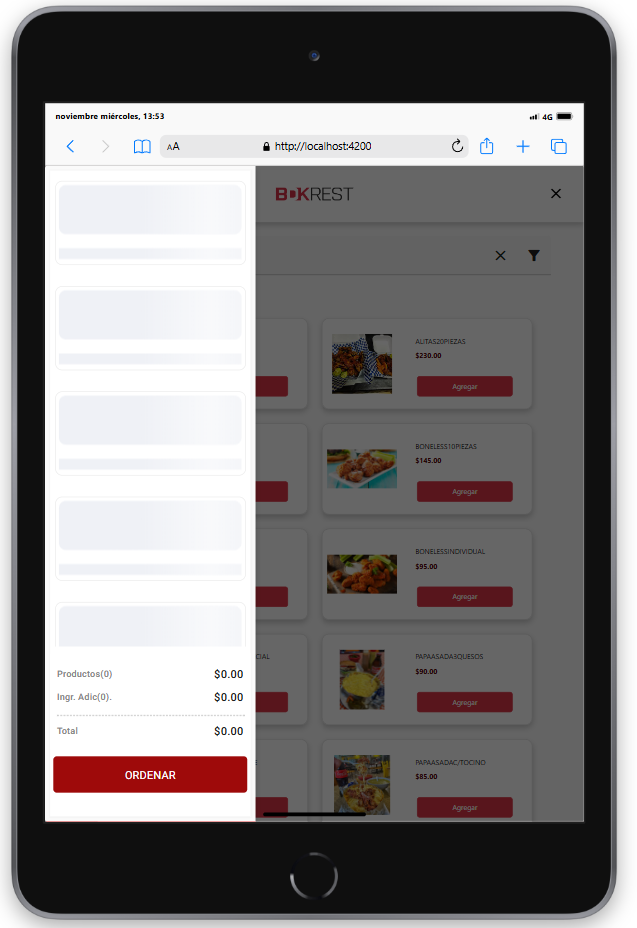 noviembre miércoles, 13:53
4G
AA
http://localhost:4200
BOKREST
ALITAS20PIEZAS
$230.00
Agregar
BONELESS10PIEZAS
$145.00
Agregar
BONELESSINDIVIDUAL
$95.00
Agregar
CIAL
PAPAASADA3QUESOS
$90.00
Agregar
E
PAPAASADAC/TOCINO
$85.00
Agregar
Productos(0)
$0.00
Ingr. Adic(0).
$0.00
Total
$0.00
ORDENAR